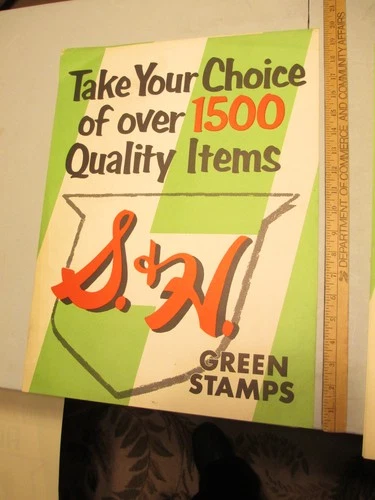 Take Your Choice
of over 1500
Quality Items
S. & H.
GREEN
STAMPS
DEPARTMENT OF COMMERCE AND COMMUNITY AFFAIRS